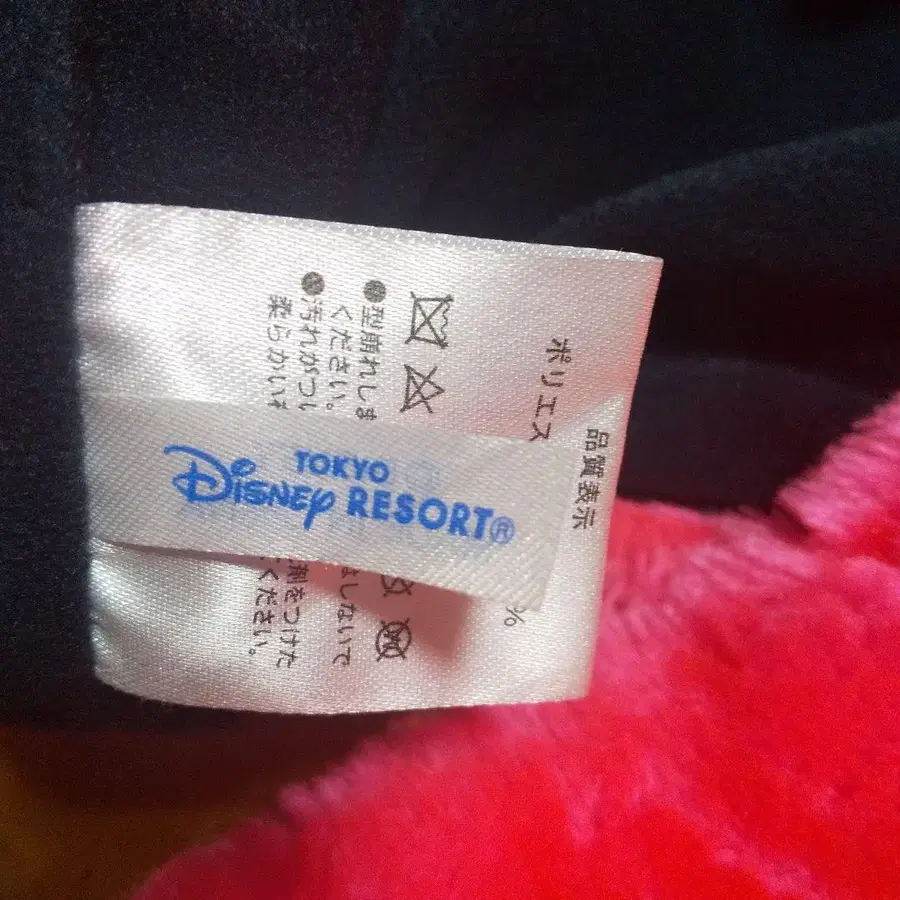 TOKYO
Disney RESORT®
品質表示
ポリエス %
●型崩れしま はしないで
ください。
●汚れがつい 剤をつけた
柔らかい ください。